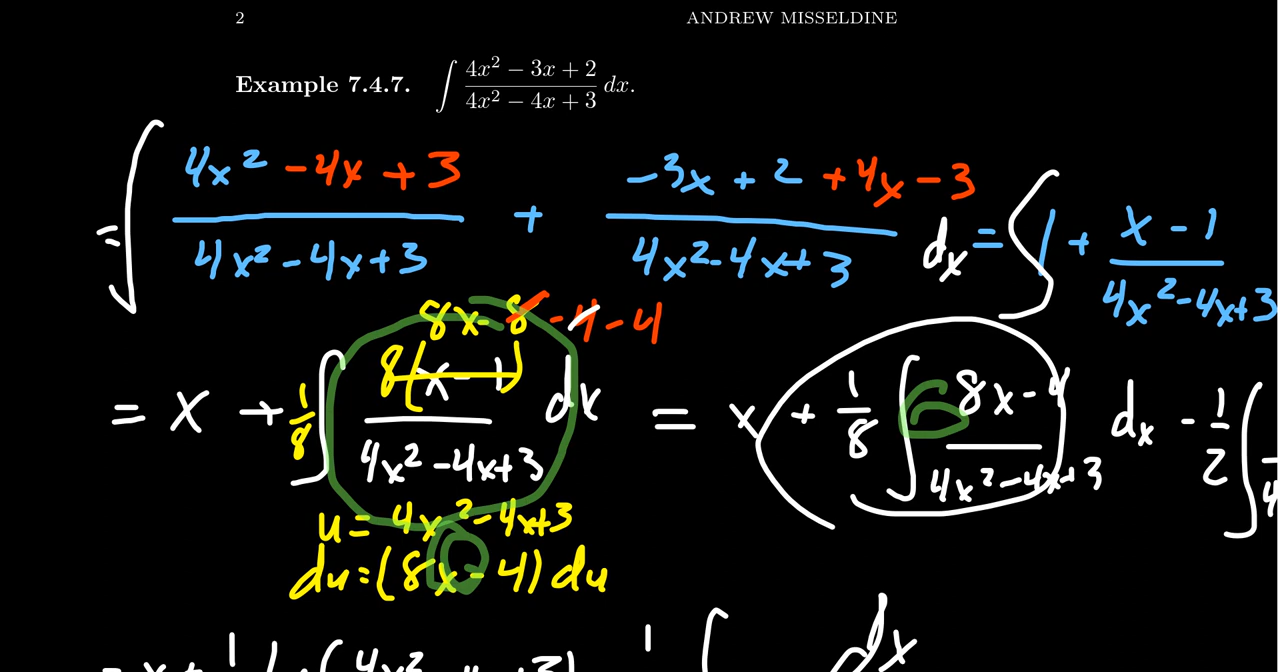 2 ANDREW MISSELDINE
Example 7.4.7. ∫ (4x² − 3x + 2)/(4x² − 4x + 3) dx.
= ∫ (4x² - 4x + 3)/(4x² - 4x + 3) + (-3x + 2 + 4x - 3)/(4x² - 4x + 3) dx = ∫ 1 + (x - 1)/(4x² - 4x + 3)
8x - 8 - 4 - 4
= x + 1/8 ∫ 8(x - 1)/(4x² - 4x + 3) dx = x + 1/8 ∫ (8x - 4)/(4x² - 4x + 3) dx - 1/2 ∫
u = 4x² - 4x + 3
du = (8x - 4) du